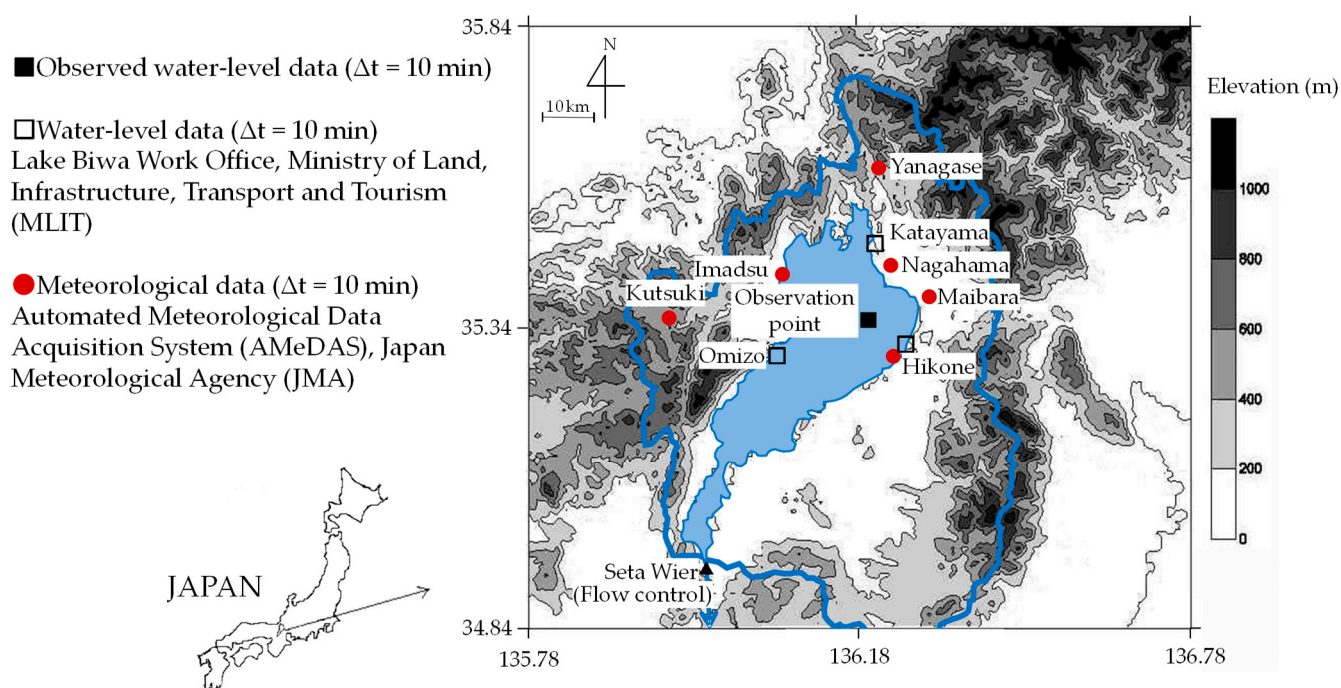 ■Observed water-level data (Δt = 10 min)
□Water-level data (Δt = 10 min)
Lake Biwa Work Office, Ministry of Land,
Infrastructure, Transport and Tourism
(MLIT)
●Meteorological data (Δt = 10 min)
Automated Meteorological Data
Acquisition System (AMeDAS), Japan
Meteorological Agency (JMA)
JAPAN
35.84
35.34
34.84
135.78
136.18
136.78
N
10 km
Yanagase
Katayama
Imadsu
Nagahama
Kutsuki
Observation
point
Maibara
Omizo
Hikone
Seta Wier
(Flow control)
Elevation (m)
1000
800
600
400
200
0